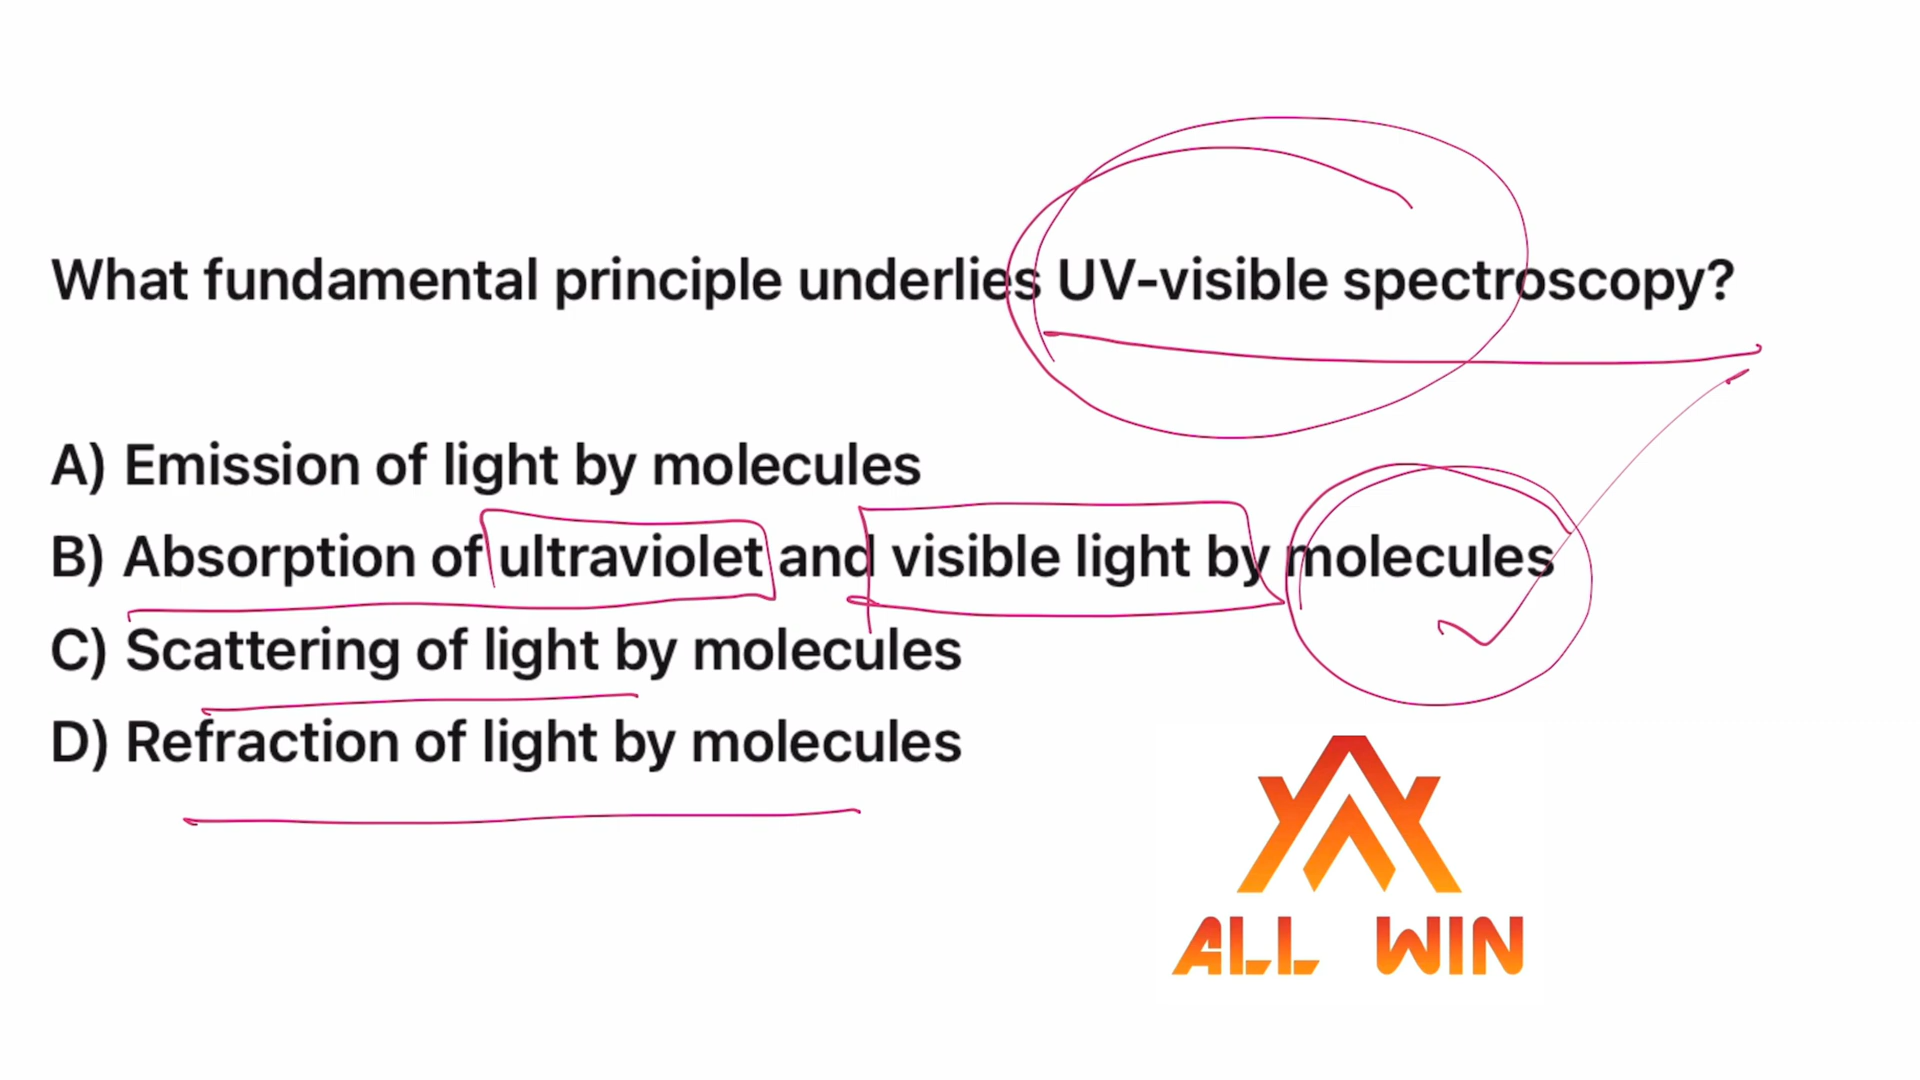 What fundamental principle underlies UV-visible spectroscopy?
A) Emission of light by molecules
B) Absorption of ultraviolet and visible light by molecules
C) Scattering of light by molecules
D) Refraction of light by molecules
ALL WIN